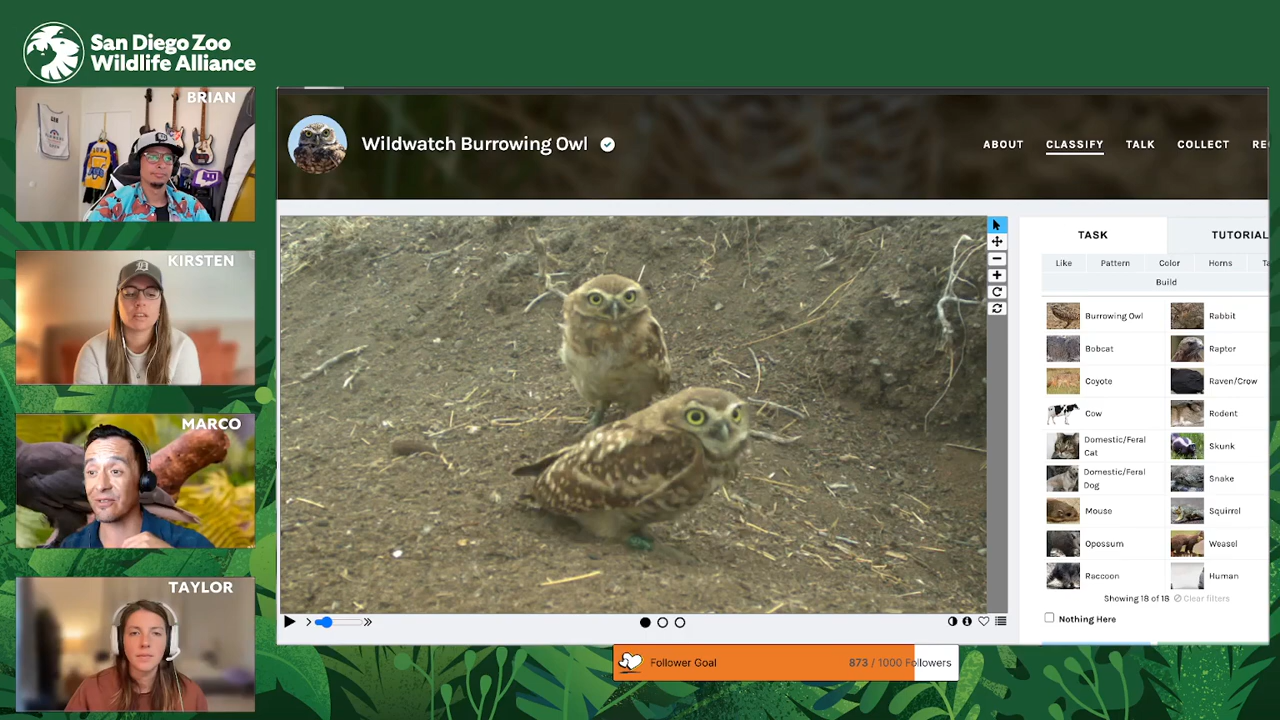 San Diego Zoo
Wildlife Alliance
BRIAN
KIRSTEN
MARCO
TAYLOR
Wildwatch Burrowing Owl
ABOUT
CLASSIFY
TALK
COLLECT
RE
TASK
TUTORIAL
Like
Pattern
Color
Horns
Ta
Build
Burrowing Owl
Rabbit
Bobcat
Raptor
Coyote
Raven/Crow
Cow
Rodent
Domestic/Feral
Cat
Skunk
Domestic/Feral
Dog
Snake
Mouse
Squirrel
Opossum
Weasel
Raccoon
Human
Showing 18 of 18
Clear filters
Nothing Here
Follower Goal
873 / 1000 Followers